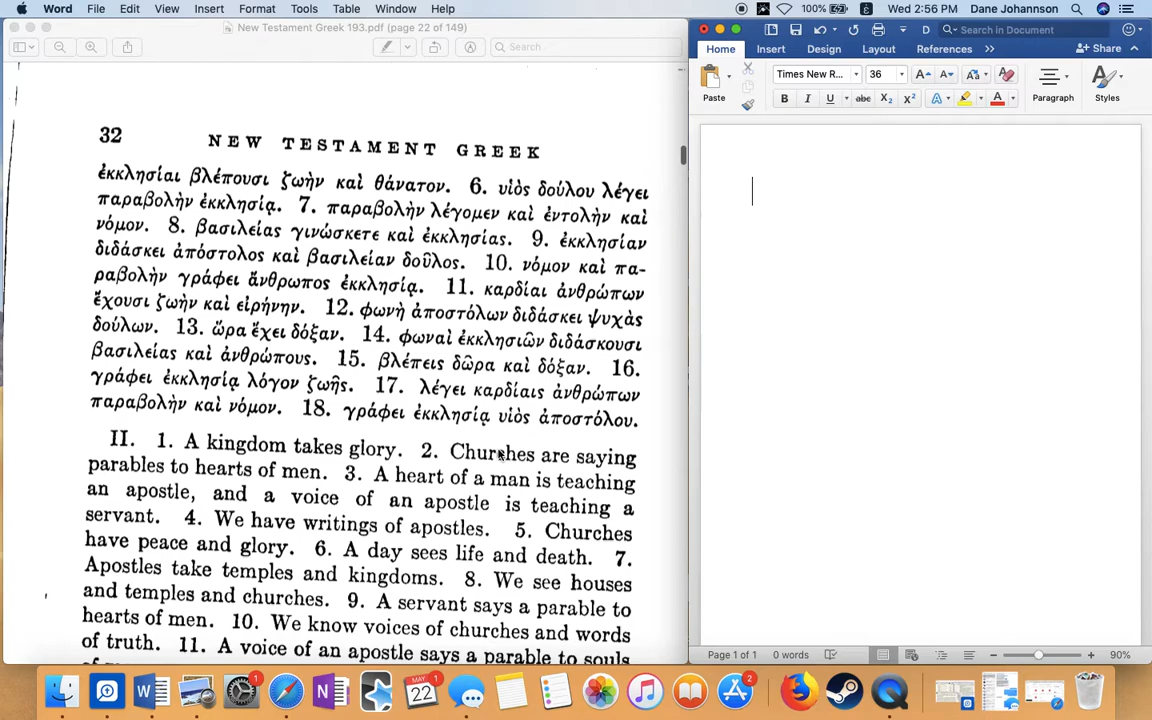 Word File Edit View Insert Format Tools Table Window Help 100% Wed 2:56 PM Dane Johannson
New Testament Greek 193.pdf (page 22 of 149)
Search
32 NEW TESTAMENT GREEK
ἐκκλησίαι βλέπουσι ζωὴν καὶ θάνατον. 6. υἱὸς δούλου λέγει
παραβολὴν ἐκκλησίᾳ. 7. παραβολὴν λέγομεν καὶ ἐντολὴν καὶ
νόμον. 8. βασιλείας γινώσκετε καὶ ἐκκλησίας. 9. ἐκκλησίαν
διδάσκει ἀπόστολος καὶ βασιλείαν δοῦλος. 10. νόμον καὶ πα-
ραβολὴν γράφει ἄνθρωπος ἐκκλησίᾳ. 11. καρδίαι ἀνθρώπων
ἔχουσι ζωὴν καὶ εἰρήνην. 12. φωνὴ ἀποστόλων διδάσκει ψυχὰς
δούλων. 13. ὥρα ἔχει δόξαν. 14. φωναὶ ἐκκλησιῶν διδάσκουσι
βασιλείας καὶ ἀνθρώπους. 15. βλέπεις δῶρα καὶ δόξαν. 16.
γράφει ἐκκλησίᾳ λόγον ζωῆς. 17. λέγει καρδίαις ἀνθρώπων
παραβολὴν καὶ νόμον. 18. γράφει ἐκκλησίᾳ υἱὸς ἀποστόλου.
II. 1. A kingdom takes glory. 2. Churches are saying
parables to hearts of men. 3. A heart of a man is teaching
an apostle, and a voice of an apostle is teaching a
servant. 4. We have writings of apostles. 5. Churches
have peace and glory. 6. A day sees life and death. 7.
Apostles take temples and kingdoms. 8. We see houses
and temples and churches. 9. A servant says a parable to
hearts of men. 10. We know voices of churches and words
of truth. 11. A voice of an apostle says a parable to souls
D Search in Document
Home Insert Design Layout References Share
Paste Times New R... 36 Paragraph Styles
Page 1 of 1 0 words 90%